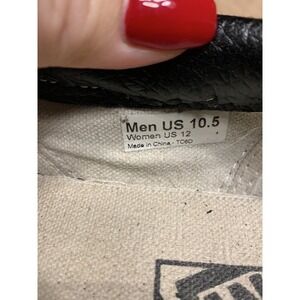 Men US 10.5
Women US 12
Made in China - TC6D